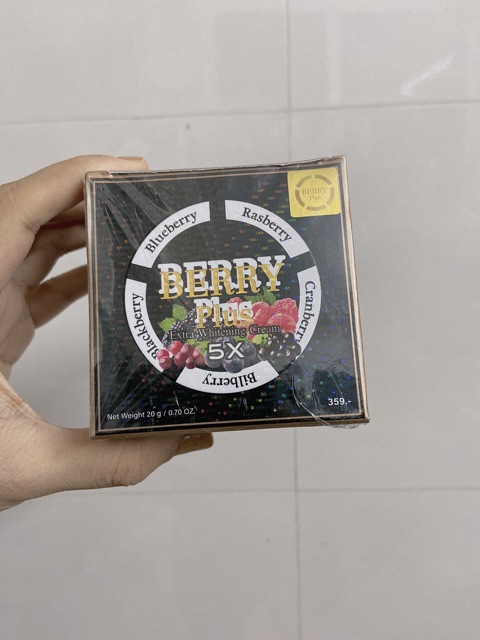 BERRY
Plus
Blueberry
Rasberry
Cranberry
Bilberry
Blackberry
BERRY
Plus
Extra Whitening Cream
5X
Net Weight 20 g / 0.70 OZ.
359.-